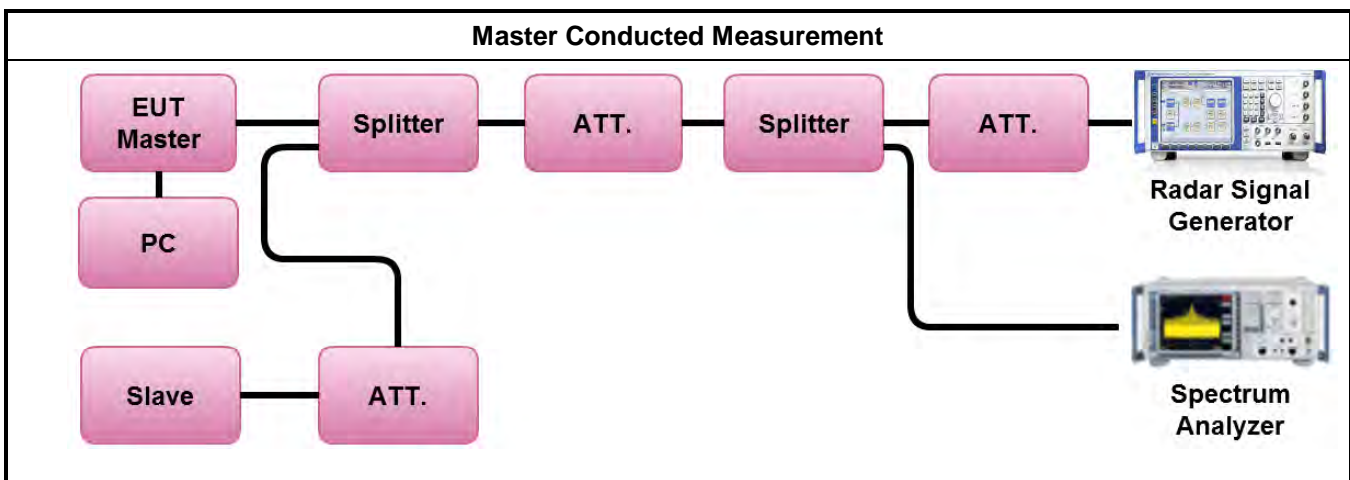 Master Conducted Measurement
EUT
Master
Splitter
ATT.
Splitter
ATT.
Radar Signal
Generator
PC
Slave
ATT.
Spectrum
Analyzer